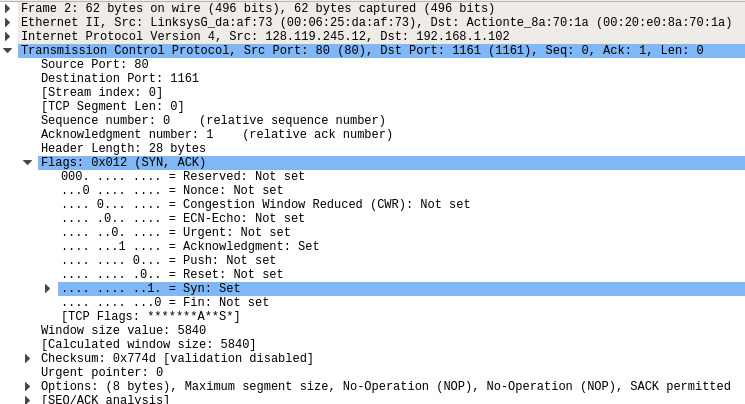 Frame 2: 62 bytes on wire (496 bits), 62 bytes captured (496 bits)
Ethernet II, Src: LinksysG_da:af:73 (00:06:25:da:af:73), Dst: Actionte_8a:70:1a (00:20:e0:8a:70:1a)
Internet Protocol Version 4, Src: 128.119.245.12, Dst: 192.168.1.102
Transmission Control Protocol, Src Port: 80 (80), Dst Port: 1161 (1161), Seq: 0, Ack: 1, Len: 0
Source Port: 80
Destination Port: 1161
[Stream index: 0]
[TCP Segment Len: 0]
Sequence number: 0    (relative sequence number)
Acknowledgment number: 1    (relative ack number)
Header Length: 28 bytes
Flags: 0x012 (SYN, ACK)
000. .... .... = Reserved: Not set
...0 .... .... = Nonce: Not set
.... 0... .... = Congestion Window Reduced (CWR): Not set
.... .0.. .... = ECN-Echo: Not set
.... ..0. .... = Urgent: Not set
.... ...1 .... = Acknowledgment: Set
.... .... 0... = Push: Not set
.... .... .0.. = Reset: Not set
.... .... ..1. = Syn: Set
.... .... ...0 = Fin: Not set
[TCP Flags: *******A**S*]
Window size value: 5840
[Calculated window size: 5840]
Checksum: 0x774d [validation disabled]
Urgent pointer: 0
Options: (8 bytes), Maximum segment size, No-Operation (NOP), No-Operation (NOP), SACK permitted
[SEQ/ACK analysis]